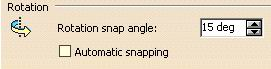 Rotation
Rotation snap angle: 15 deg
Automatic snapping